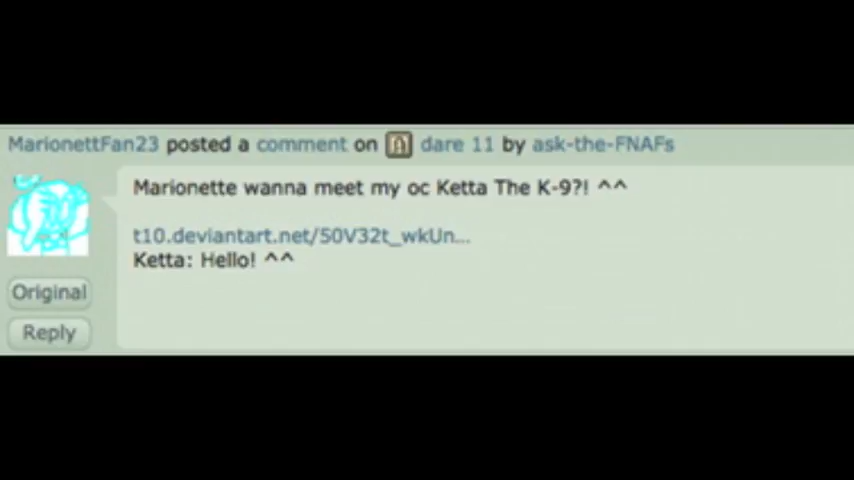 MarionettFan23 posted a comment on dare 11 by ask-the-FNAFs
Marionette wanna meet my oc Ketta The K-9?! ^^
t10.deviantart.net/50V32t_wkUn...
Ketta: Hello! ^^
Original
Reply